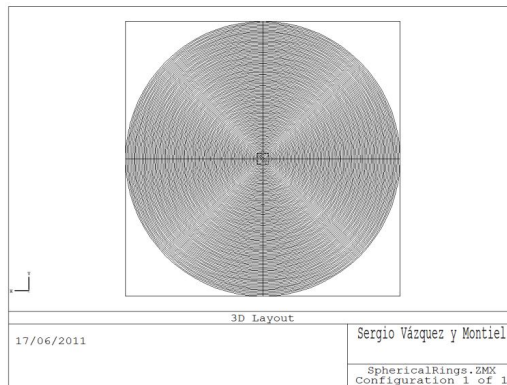 Y
X
3D Layout
17/06/2011
Sergio Vázquez y Montiel
SphericalRings.ZMX
Configuration 1 of 1